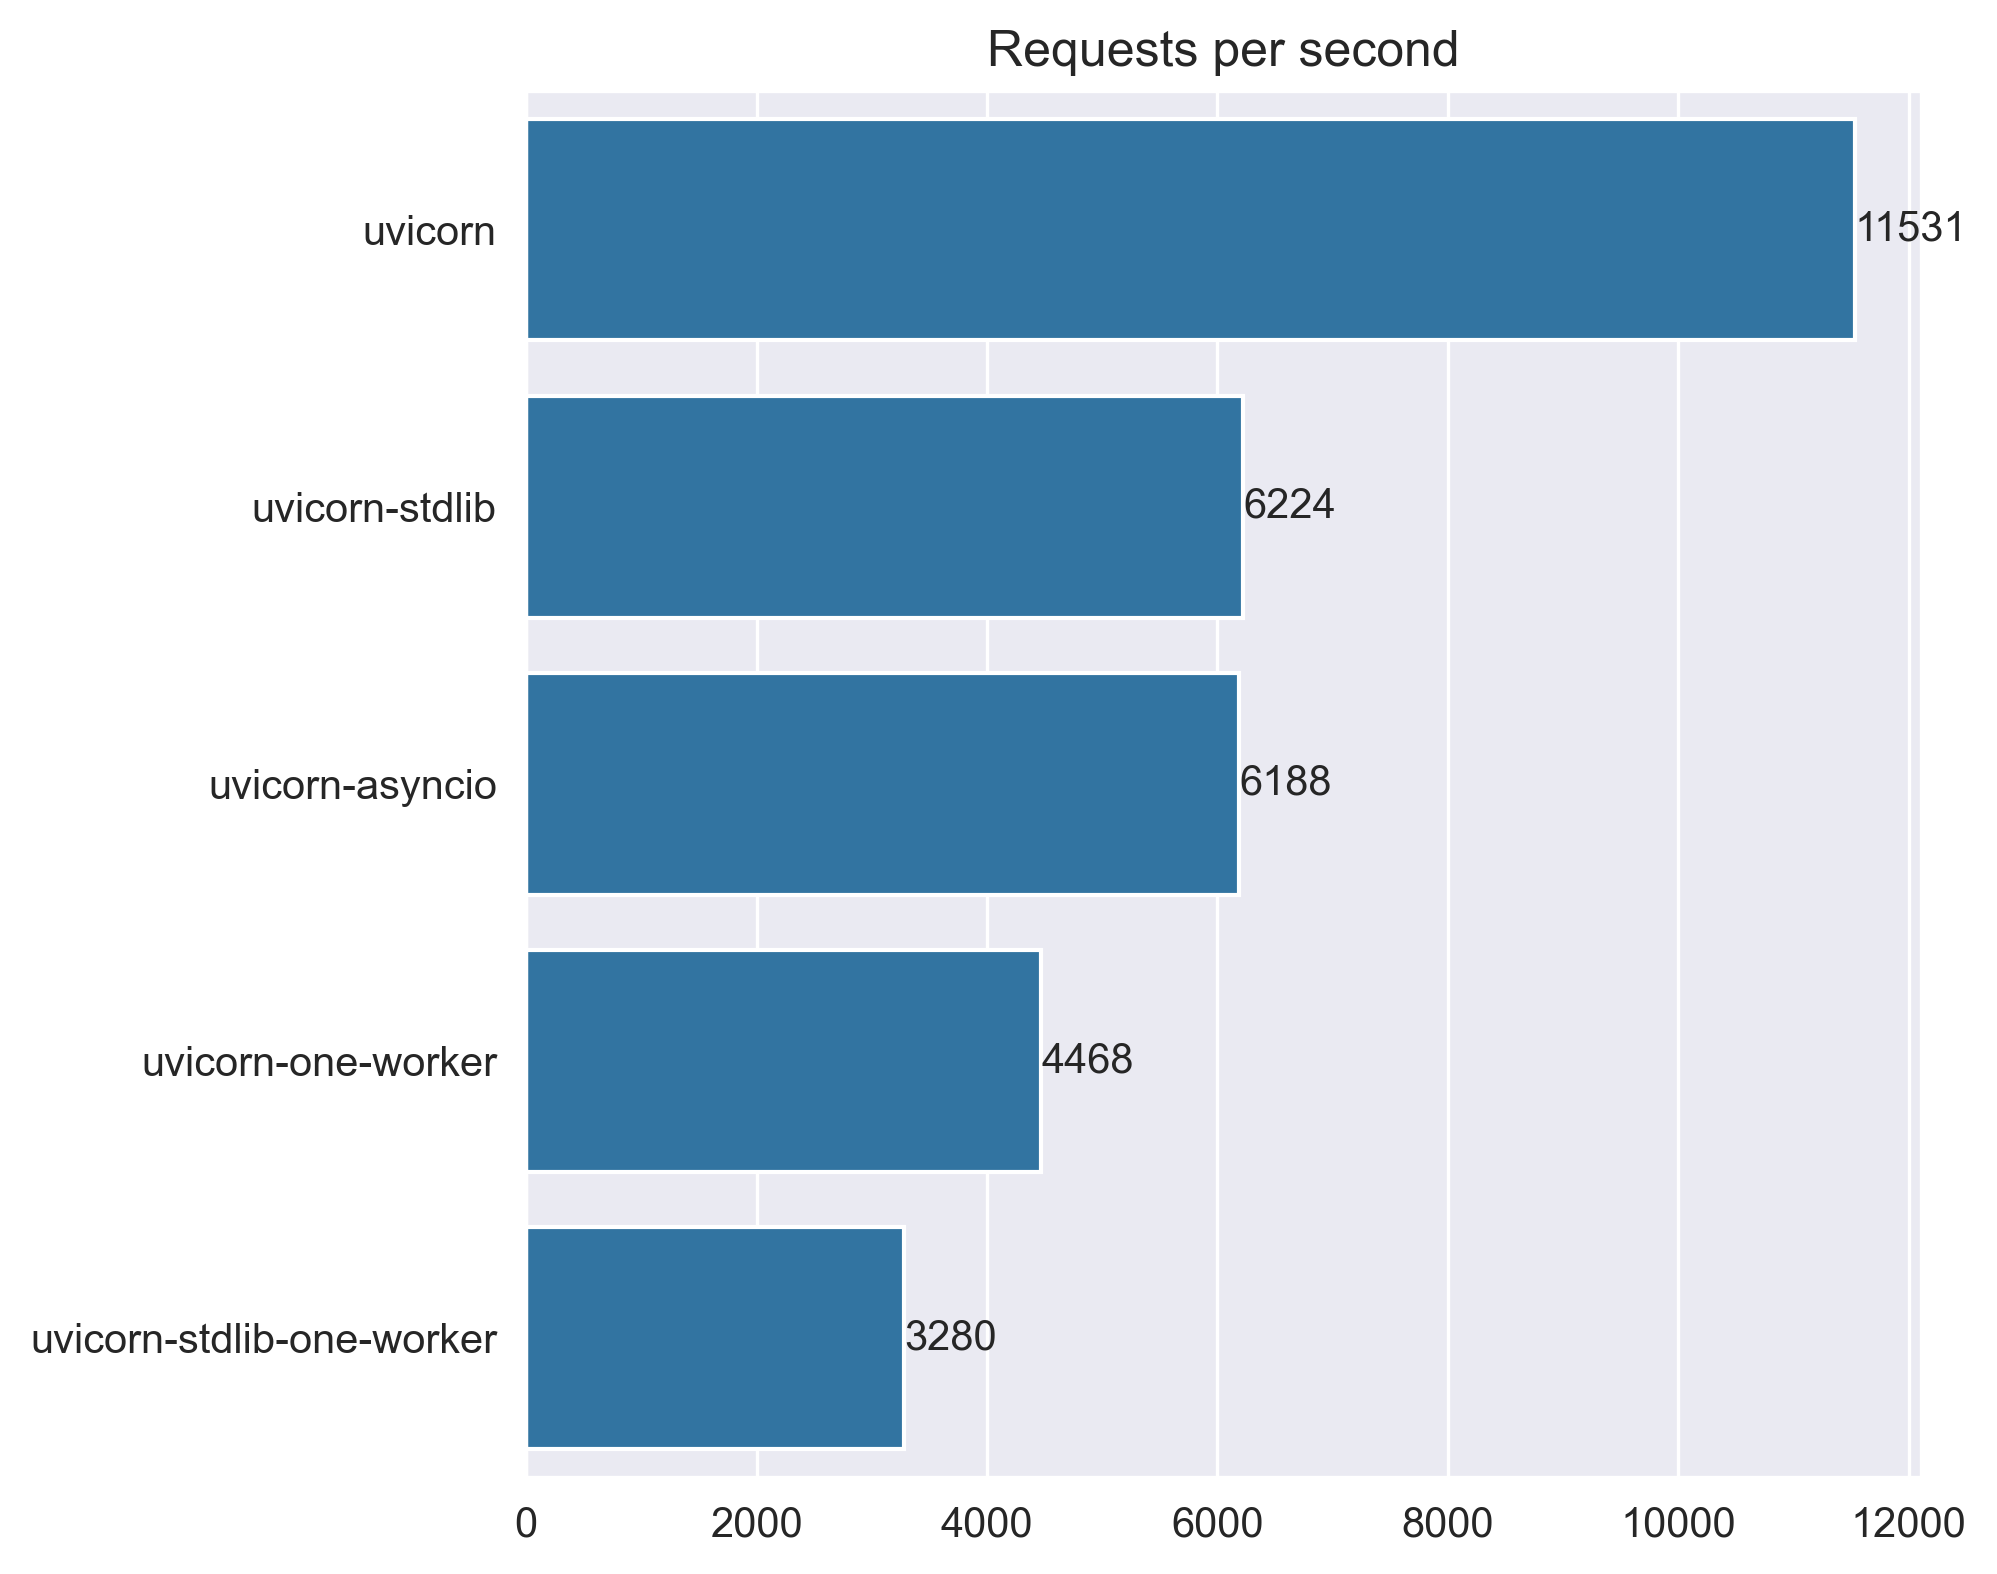 Requests per second
uvicorn
11531
uvicorn-stdlib
6224
uvicorn-asyncio
6188
uvicorn-one-worker
4468
uvicorn-stdlib-one-worker
3280
0 2000 4000 6000 8000 10000 12000